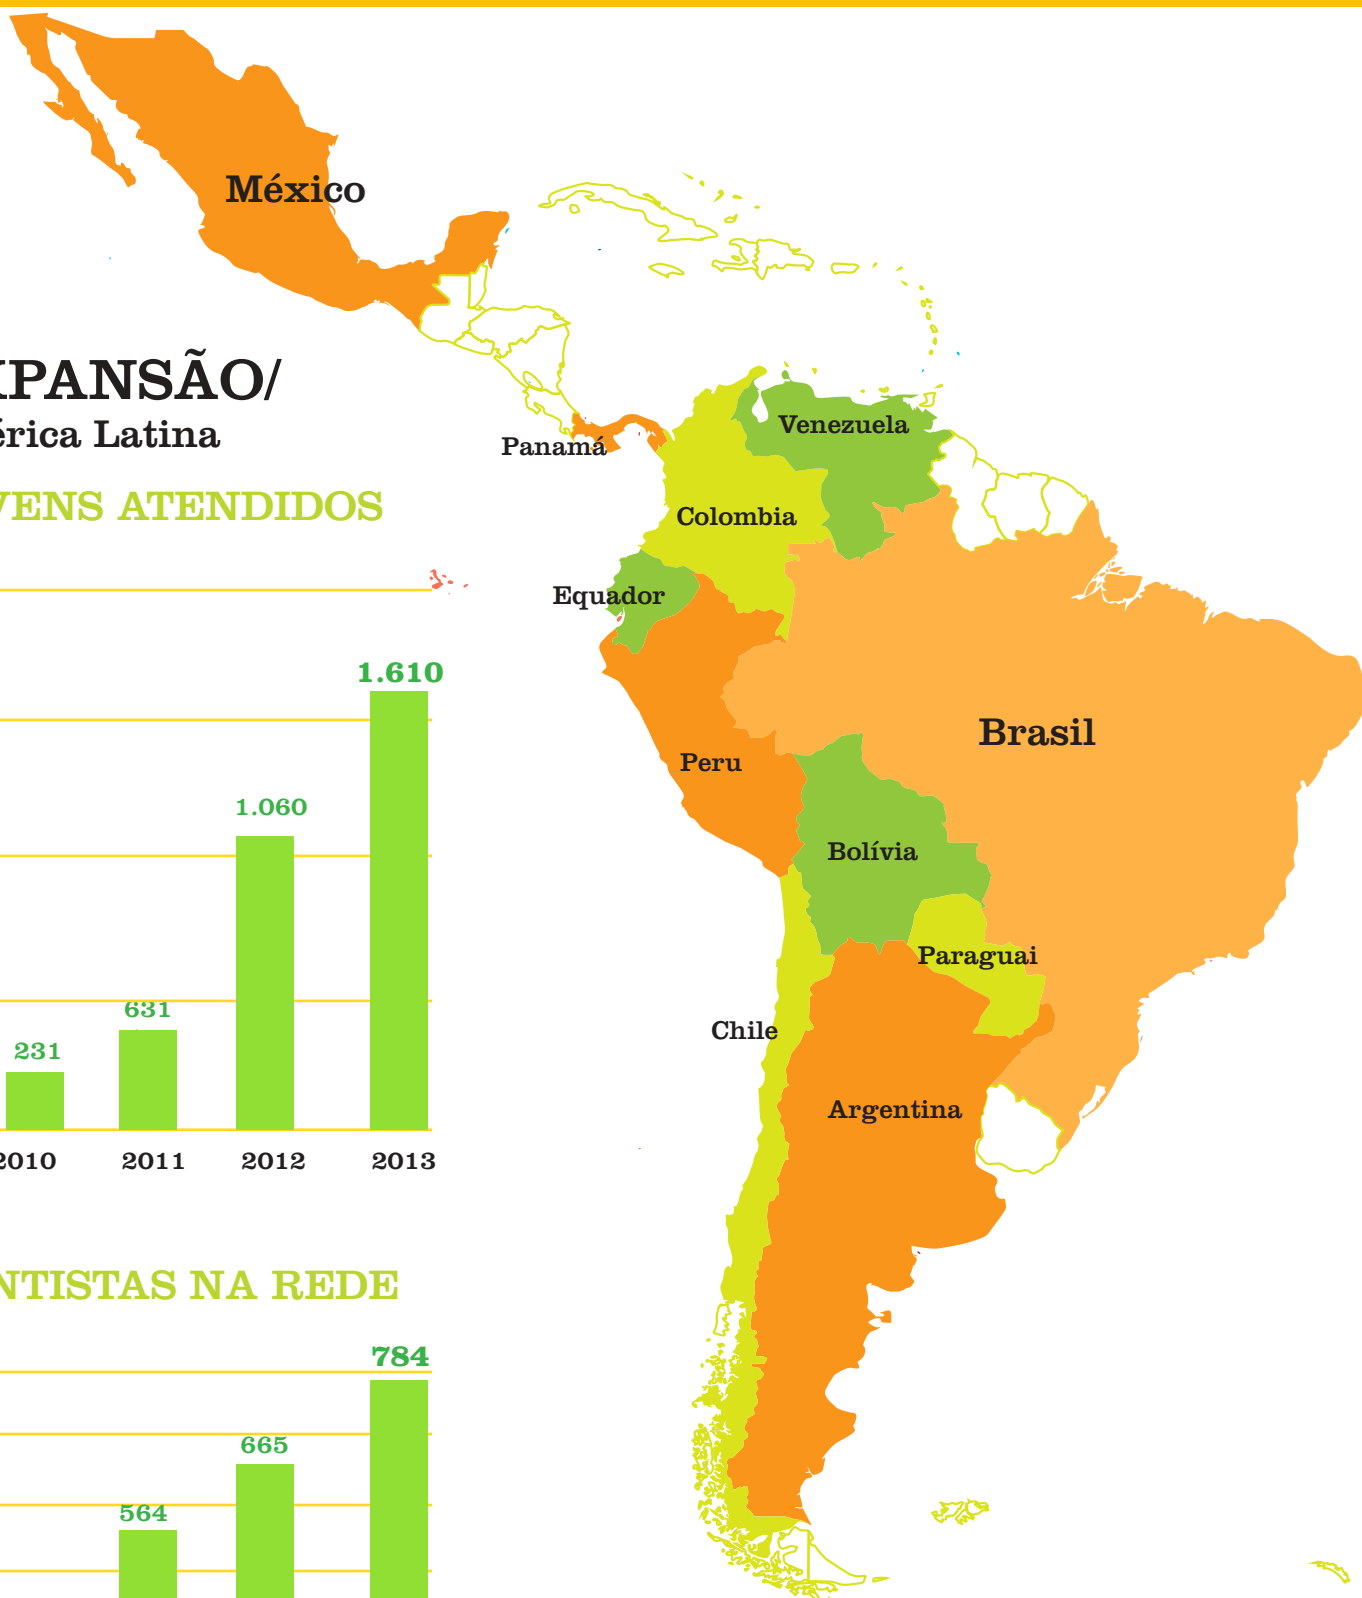 México
XPANSÃO/
érica Latina
VENS ATENDIDOS
Panamá
Venezuela
Colombia
Equador
Peru
Brasil
Bolívia
Paraguai
Chile
Argentina
231
631
1.060
1.610
2010
2011
2012
2013
NTISTAS NA REDE
564
665
784